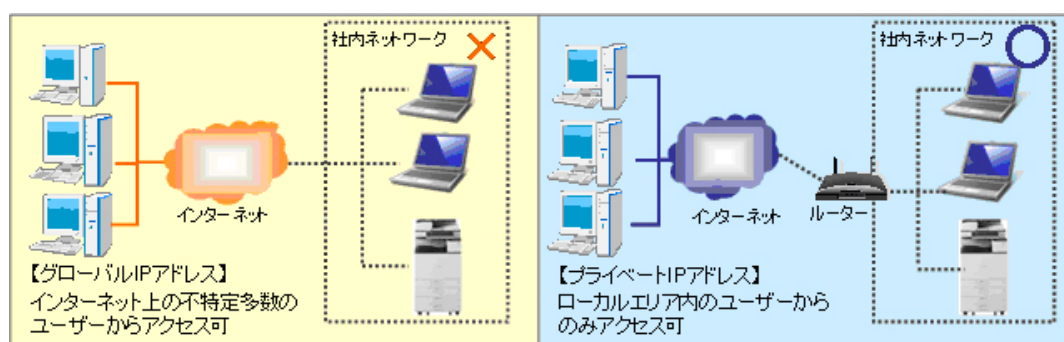 社内ネットワーク
インターネット
【グローバルIPアドレス】
インターネット上の不特定多数の
ユーザーからアクセス可
社内ネットワーク
インターネット
ルーター
【プライベートIPアドレス】
ローカルエリア内のユーザーから
のみアクセス可